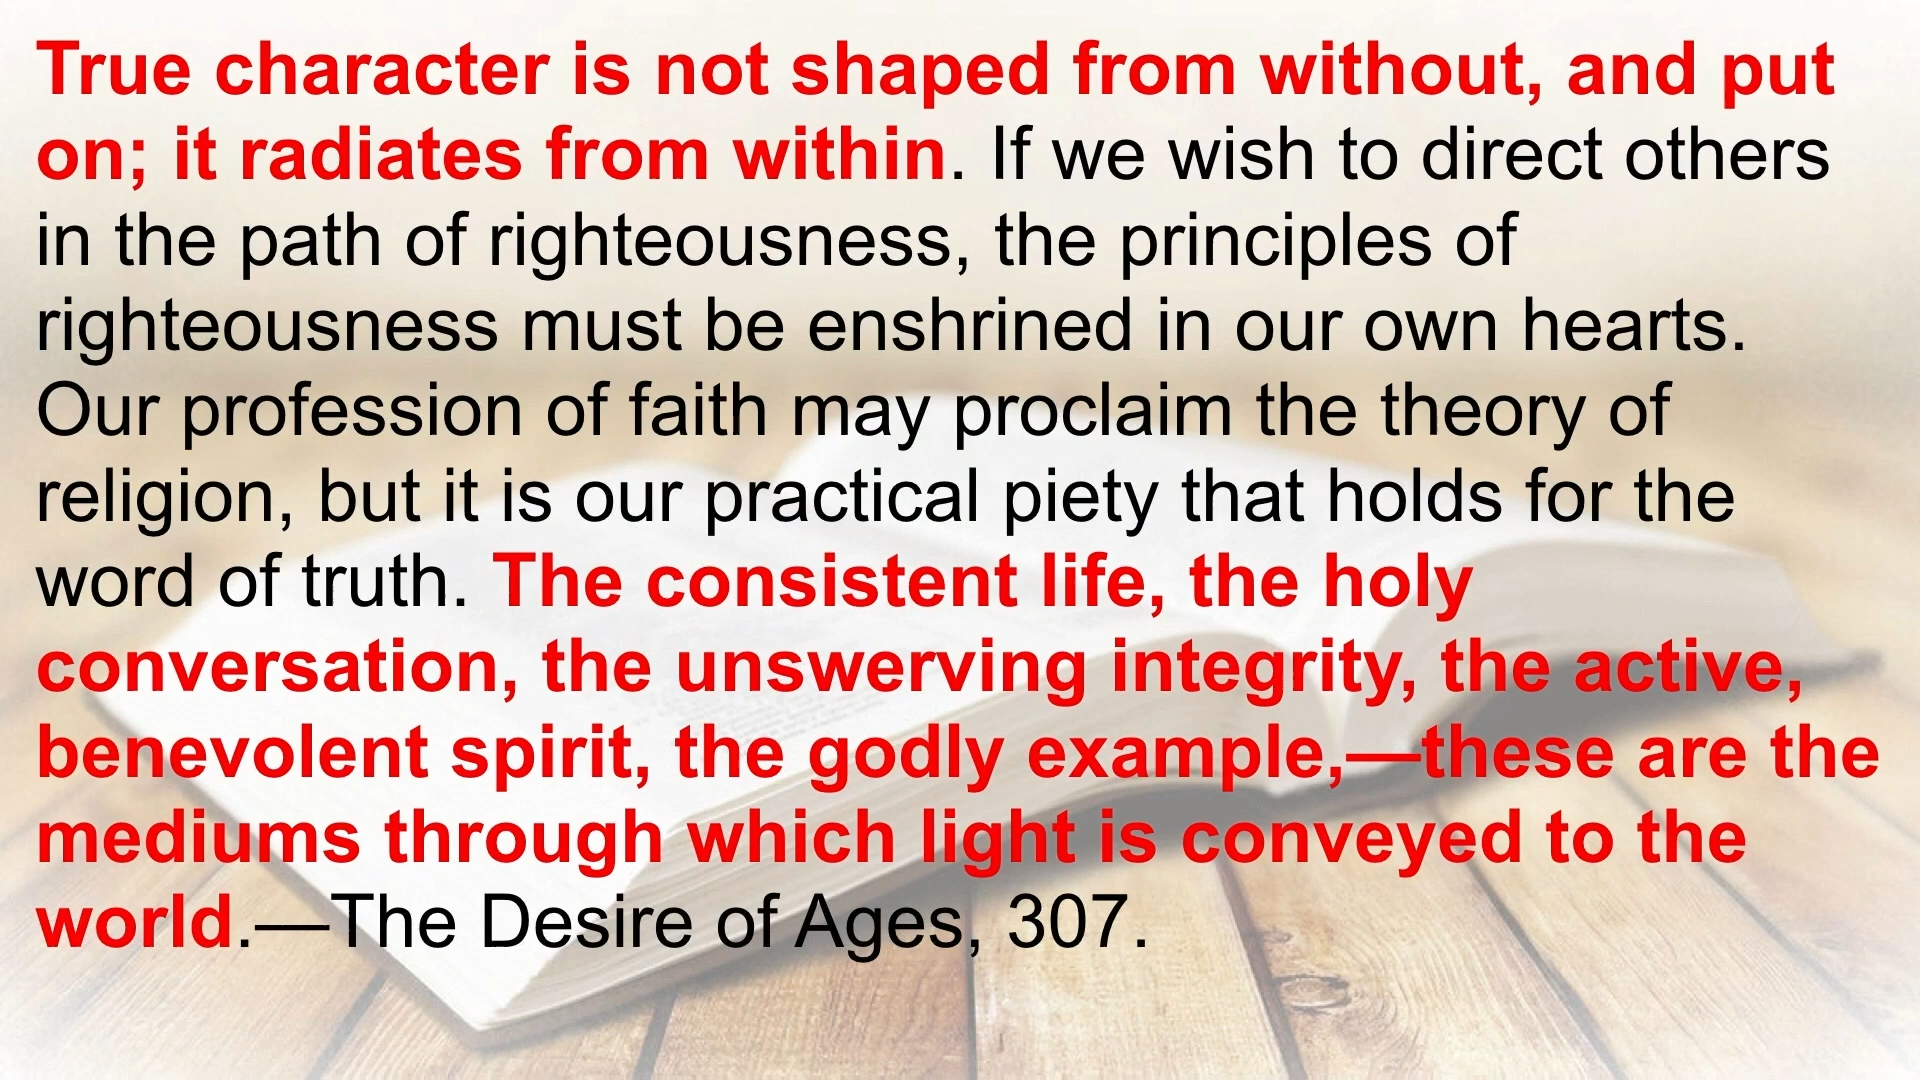 True character is not shaped from without, and put
on; it radiates from within. If we wish to direct others
in the path of righteousness, the principles of
righteousness must be enshrined in our own hearts.
Our profession of faith may proclaim the theory of
religion, but it is our practical piety that holds for the
word of truth. The consistent life, the holy
conversation, the unswerving integrity, the active,
benevolent spirit, the godly example,—these are the
mediums through which light is conveyed to the
world.—The Desire of Ages, 307.